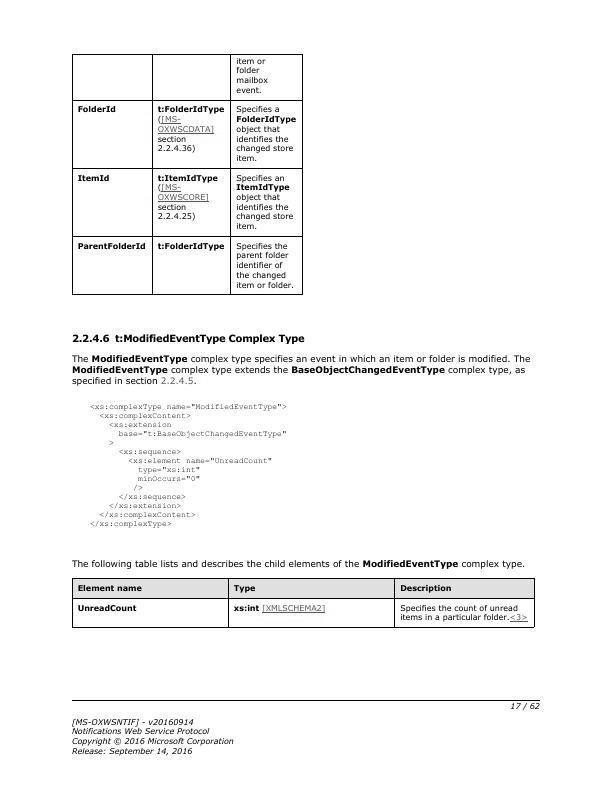 item or
folder
mailbox
event.
FolderId
t:FolderIdType
([MS-
OXWSCDATA]
section
2.2.4.36)
Specifies a
FolderIdType
object that
identifies the
changed store
item.
ItemId
t:ItemIdType
([MS-
OXWSCORE]
section
2.2.4.25)
Specifies an
ItemIdType
object that
identifies the
changed store
item.
ParentFolderId
t:FolderIdType
Specifies the
parent folder
identifier of
the changed
item or folder.
2.2.4.6 t:ModifiedEventType Complex Type
The ModifiedEventType complex type specifies an event in which an item or folder is modified. The
ModifiedEventType complex type extends the BaseObjectChangedEventType complex type, as
specified in section 2.2.4.5.
<xs:complexType name="ModifiedEventType">
<xs:complexContent>
<xs:extension
base="t:BaseObjectChangedEventType"
>
<xs:sequence>
<xs:element name="UnreadCount"
type="xs:int"
minOccurs="0"
/>
</xs:sequence>
</xs:extension>
</xs:complexContent>
</xs:complexType>
The following table lists and describes the child elements of the ModifiedEventType complex type.
Element name Type Description
UnreadCount
xs:int [XMLSCHEMA2]
Specifies the count of unread
items in a particular folder.<3>
17 / 62
[MS-OXWSNTIF] - v20160914
Notifications Web Service Protocol
Copyright © 2016 Microsoft Corporation
Release: September 14, 2016